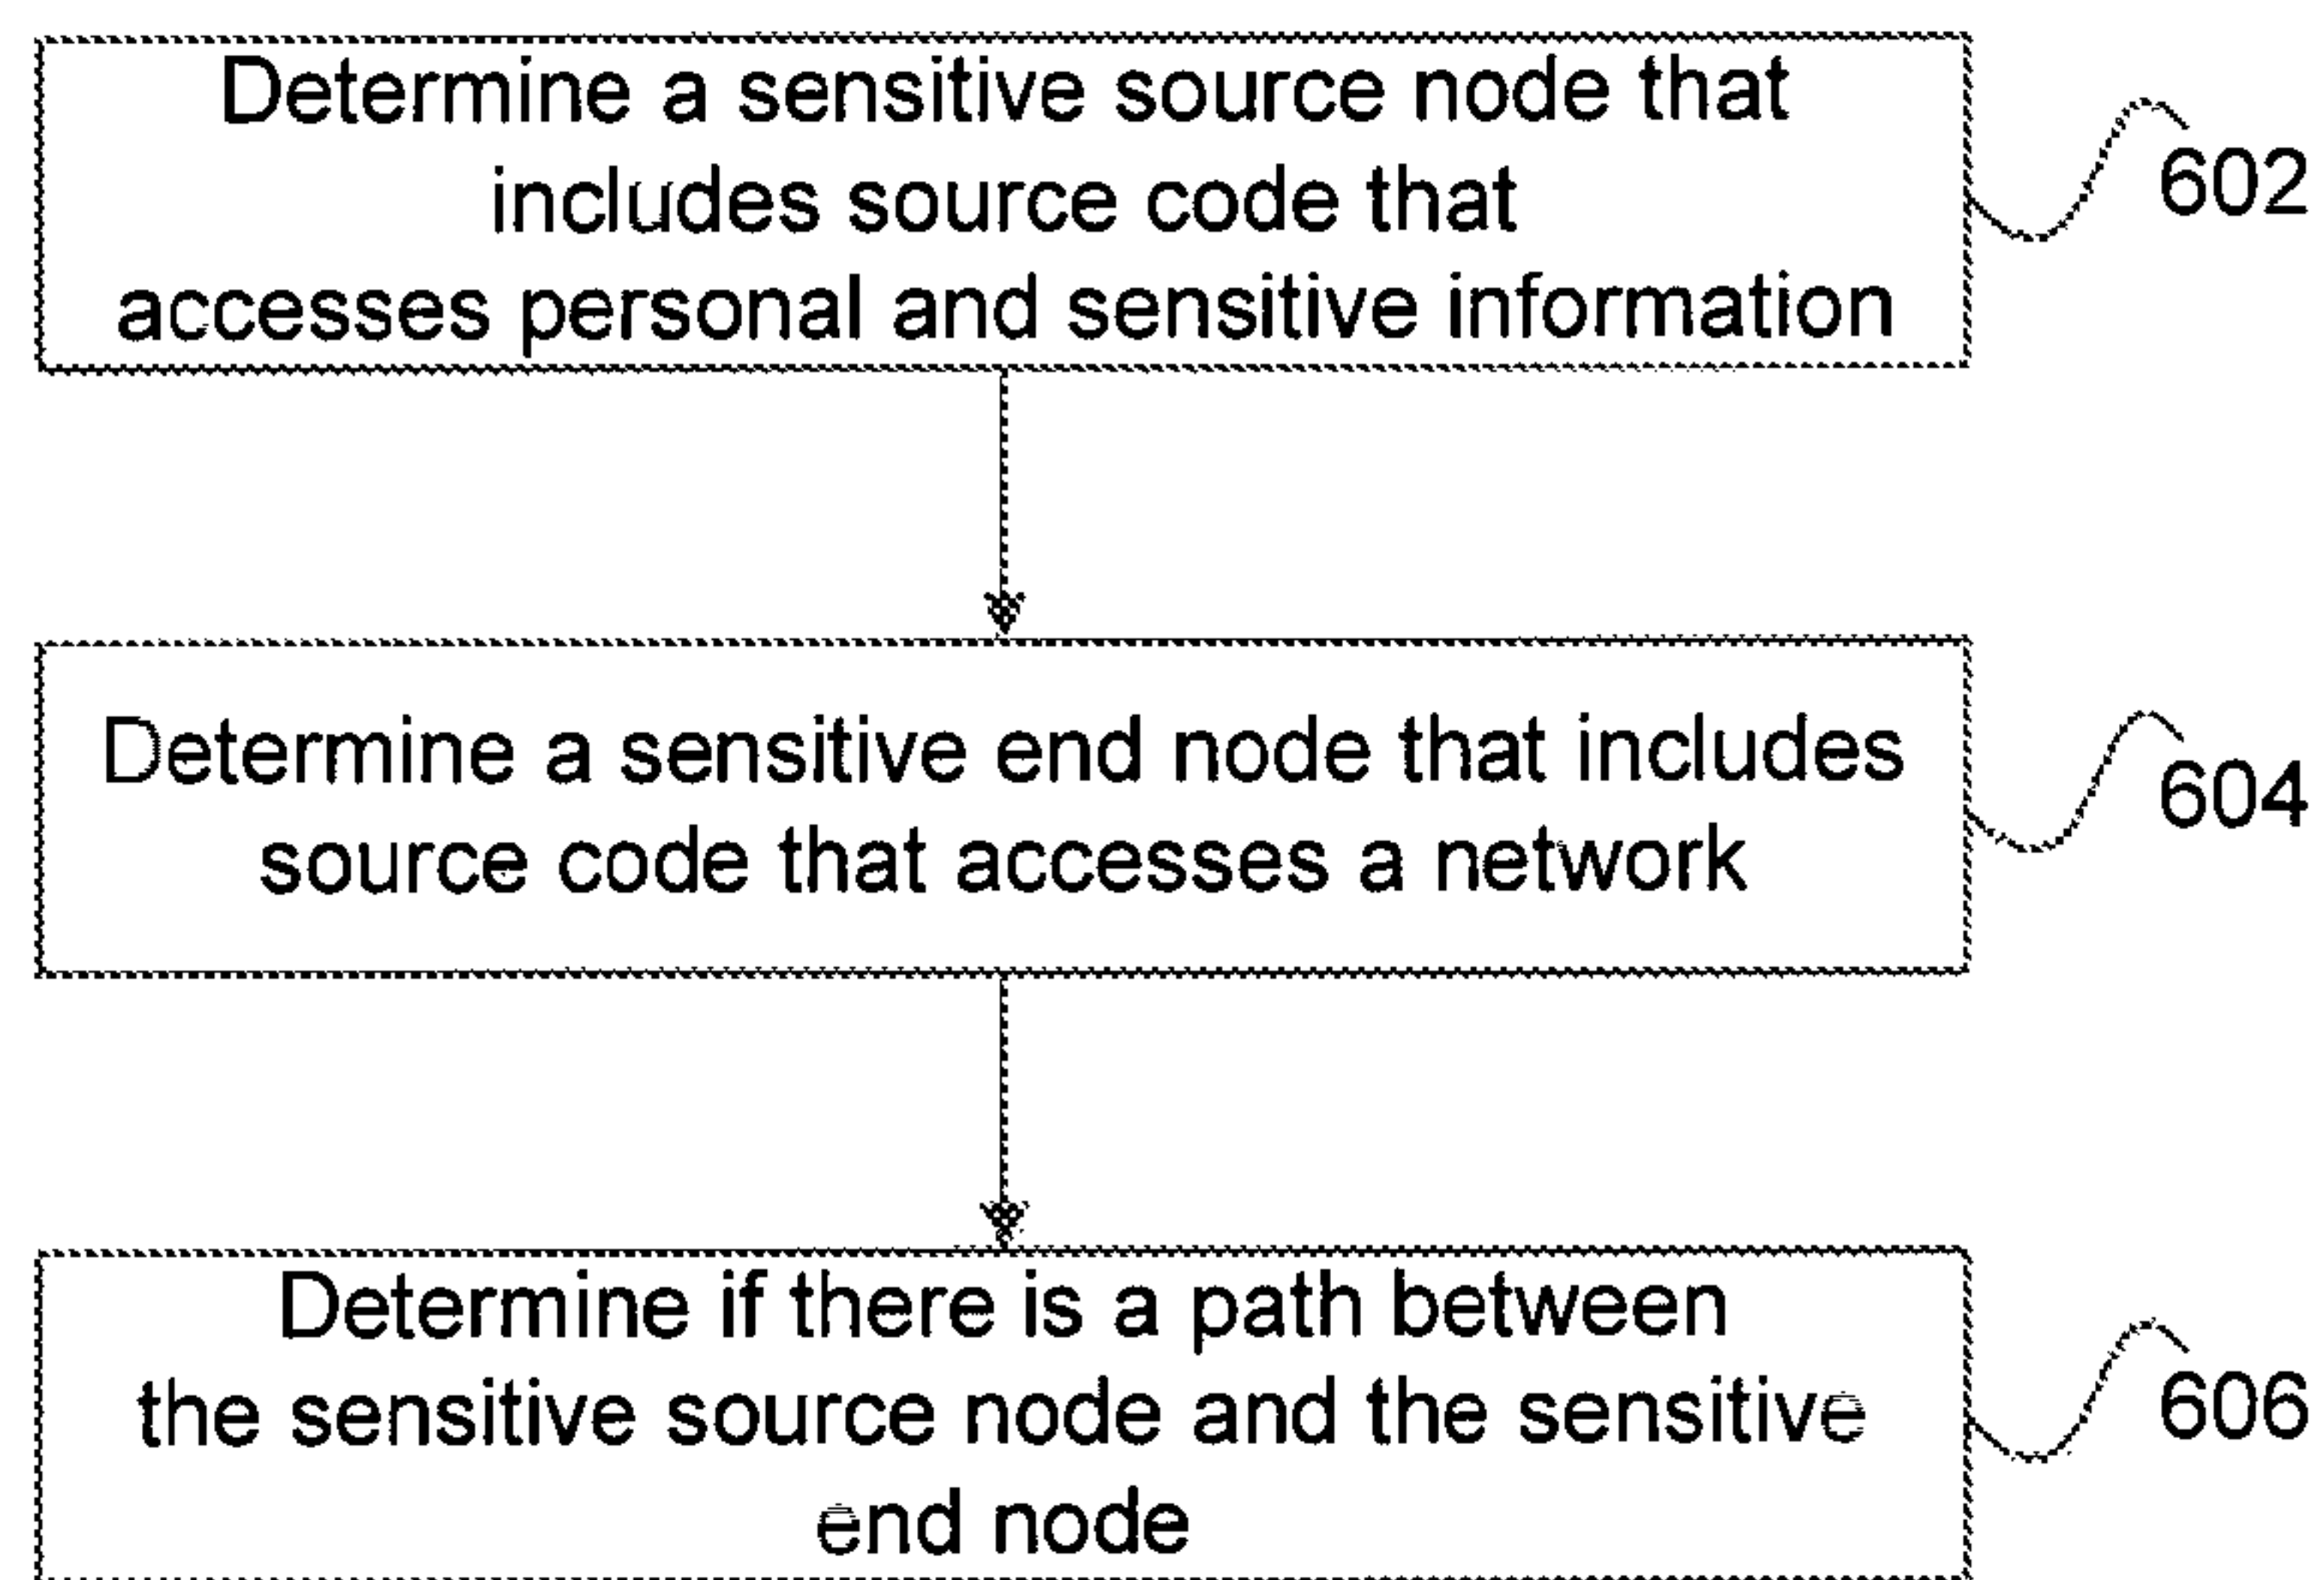 Determine a sensitive source node that
includes source code that
accesses personal and sensitive information
602
Determine a sensitive end node that includes
source code that accesses a network
604
Determine if there is a path between
the sensitive source node and the sensitive
end node
606